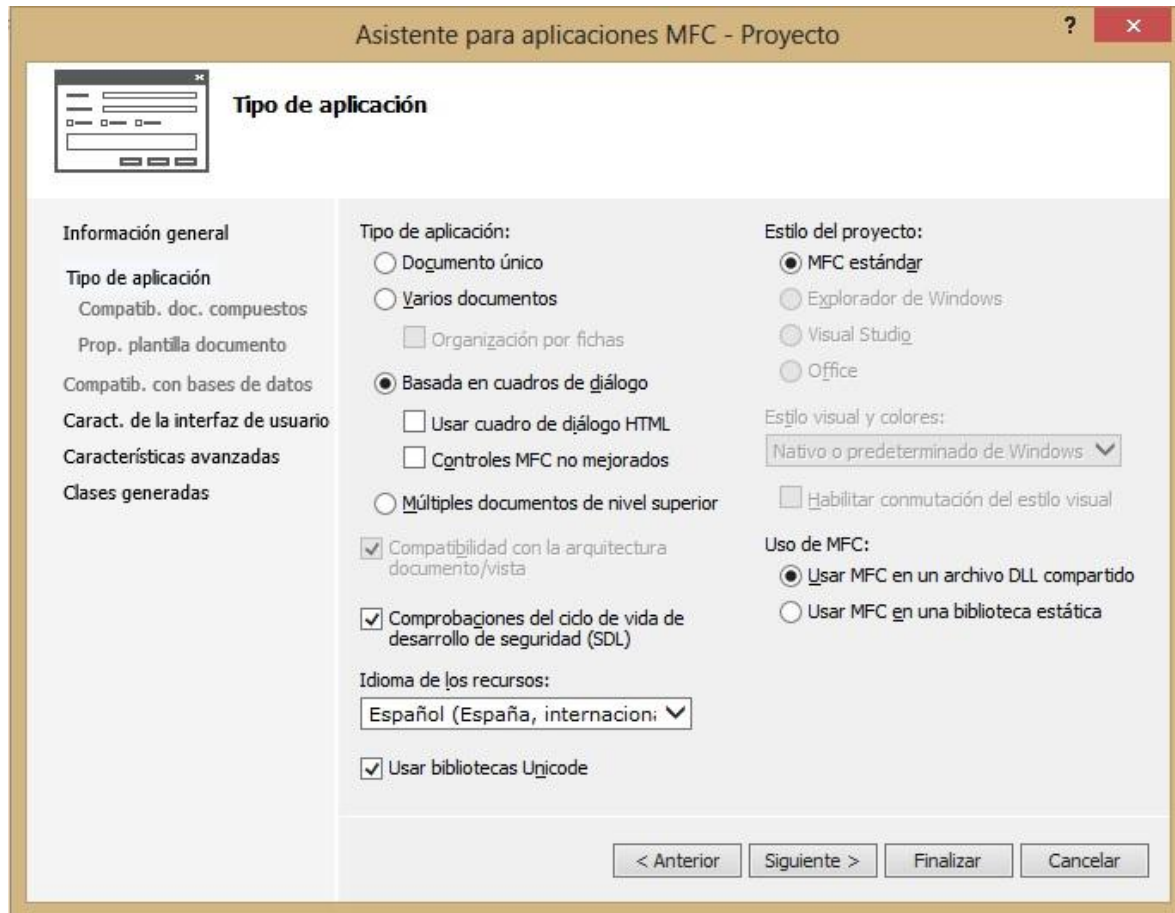 Asistente para aplicaciones MFC - Proyecto
?
Tipo de aplicación
Información general
Tipo de aplicación
Compatib. doc. compuestos
Prop. plantilla documento
Compatib. con bases de datos
Caract. de la interfaz de usuario
Características avanzadas
Clases generadas
Tipo de aplicación:
Documento único
Varios documentos
Organización por fichas
Basada en cuadros de diálogo
Usar cuadro de diálogo HTML
Controles MFC no mejorados
Múltiples documentos de nivel superior
Compatibilidad con la arquitectura
documento/vista
Comprobaciones del ciclo de vida de
desarrollo de seguridad (SDL)
Idioma de los recursos:
Español (España, internacion
Usar bibliotecas Unicode
Estilo del proyecto:
MFC estándar
Explorador de Windows
Visual Studio
Office
Estilo visual y colores:
Nativo o predeterminado de Windows
Habilitar conmutación del estilo visual
Uso de MFC:
Usar MFC en un archivo DLL compartido
Usar MFC en una biblioteca estática
< Anterior
Siguiente >
Finalizar
Cancelar